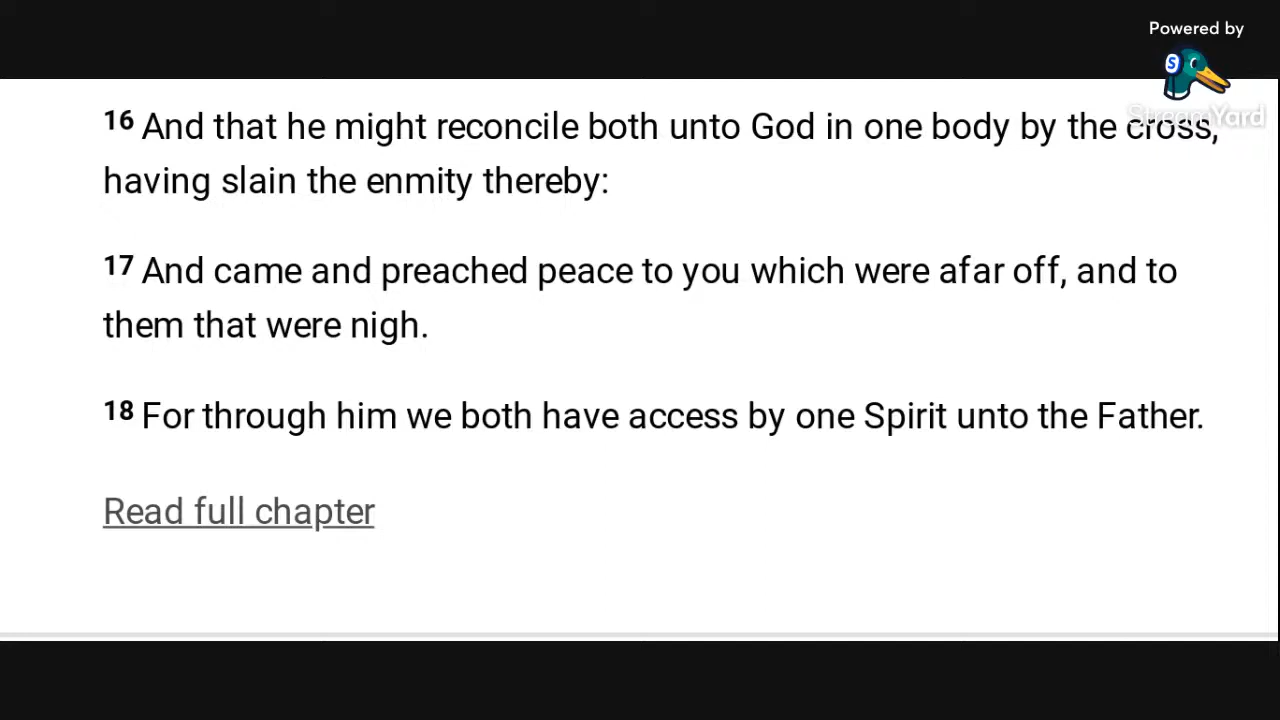 Powered by
S
StreamYard
16 And that he might reconcile both unto God in one body by the cross,
having slain the enmity thereby:
17 And came and preached peace to you which were afar off, and to
them that were nigh.
18 For through him we both have access by one Spirit unto the Father.
Read full chapter